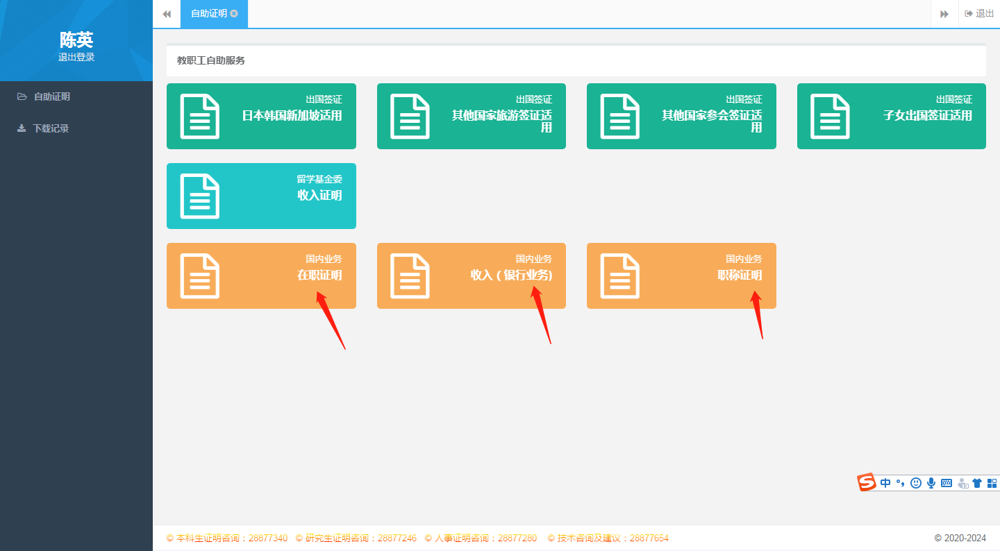 陈英
退出登录
自助证明
下载记录
自助证明
退出
教职工自助服务
出国签证
日本韩国新加坡适用
出国签证
其他国家旅游签证适
用
出国签证
其他国家参会签证适
用
出国签证
子女出国签证适用
留学基金委
收入证明
国内业务
在职证明
国内业务
收入（银行业务)
国内业务
职称证明
中
© 本科生证明咨询：28877340 © 研究生证明咨询：28877246 © 人事证明咨询：28877280 © 技术咨询及建议：28877654
© 2020-2024